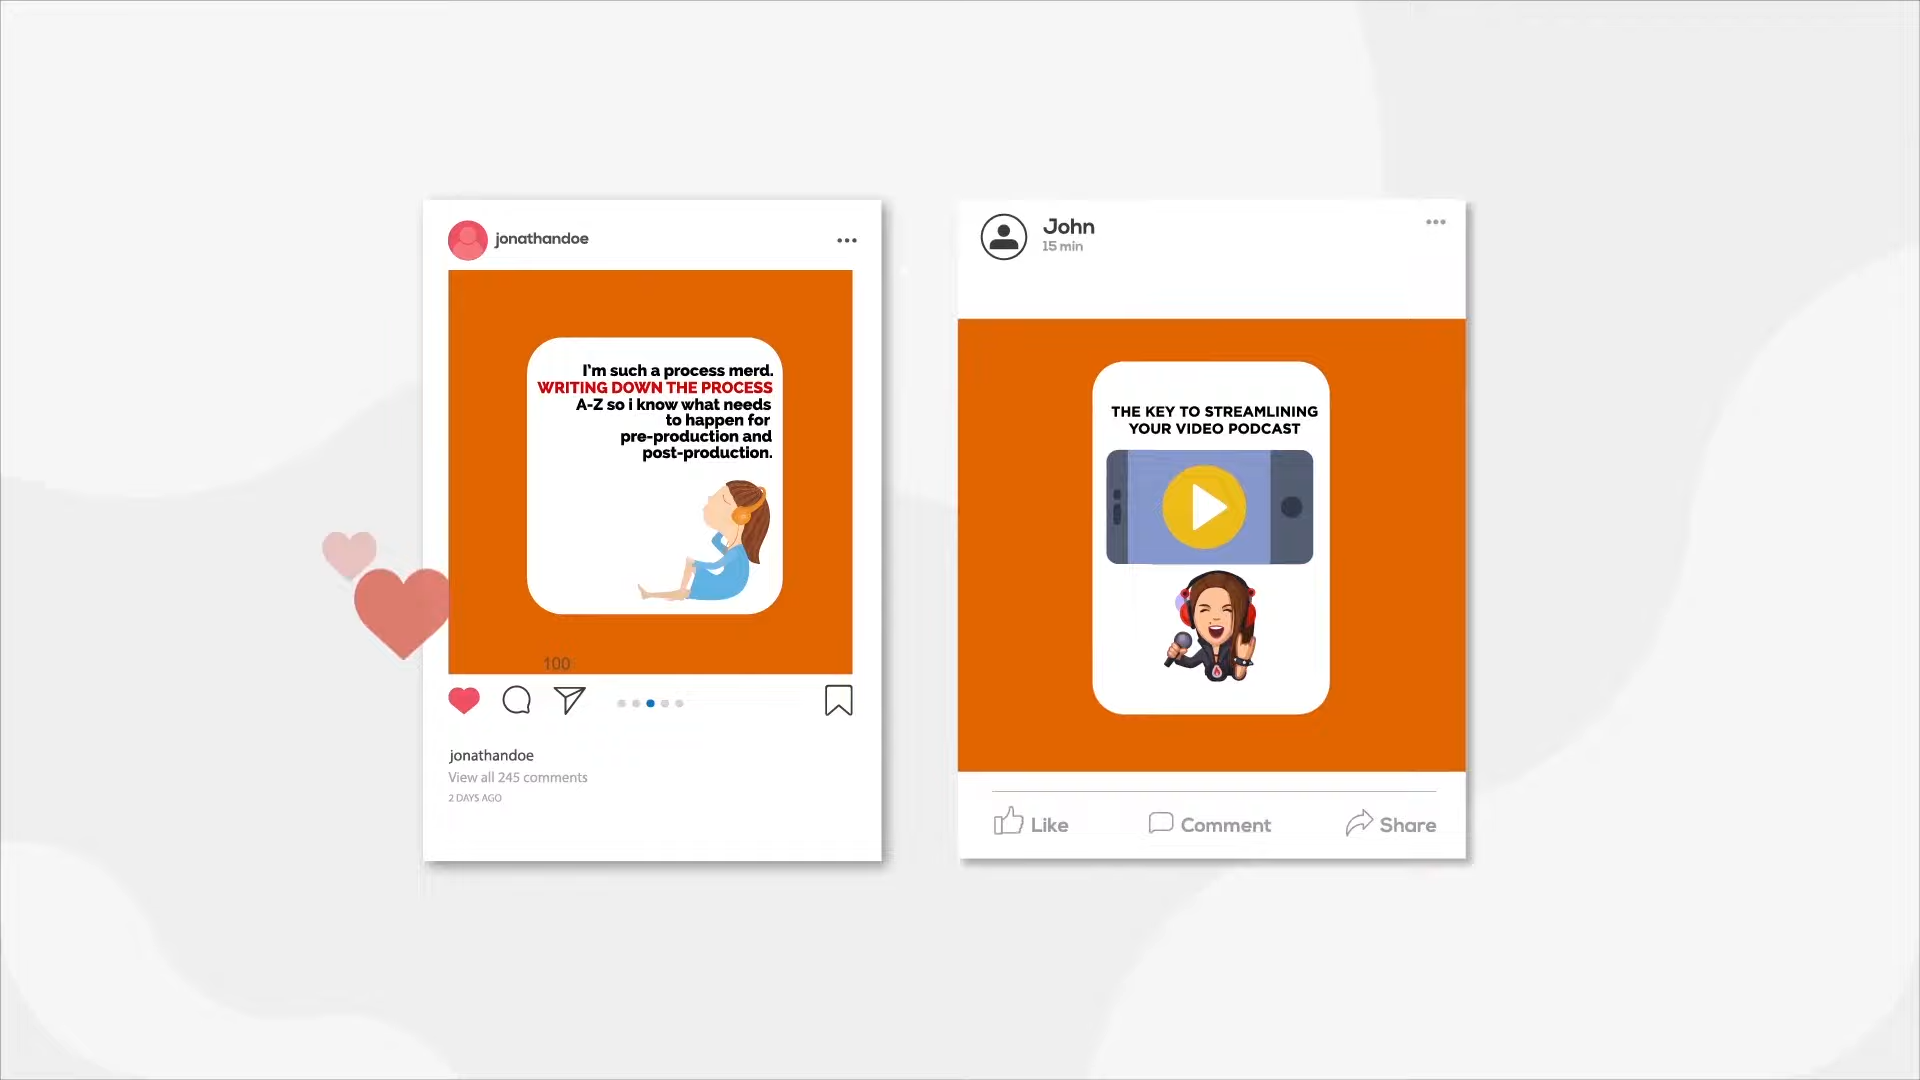 jonathandoe
I'm such a process merd.
WRITING DOWN THE PROCESS
A-Z so i know what needs
to happen for
pre-production and
post-production.
100
jonathandoe
View all 245 comments
2 DAYS AGO
John
15 min
THE KEY TO STREAMLINING
YOUR VIDEO PODCAST
Like
Comment
Share